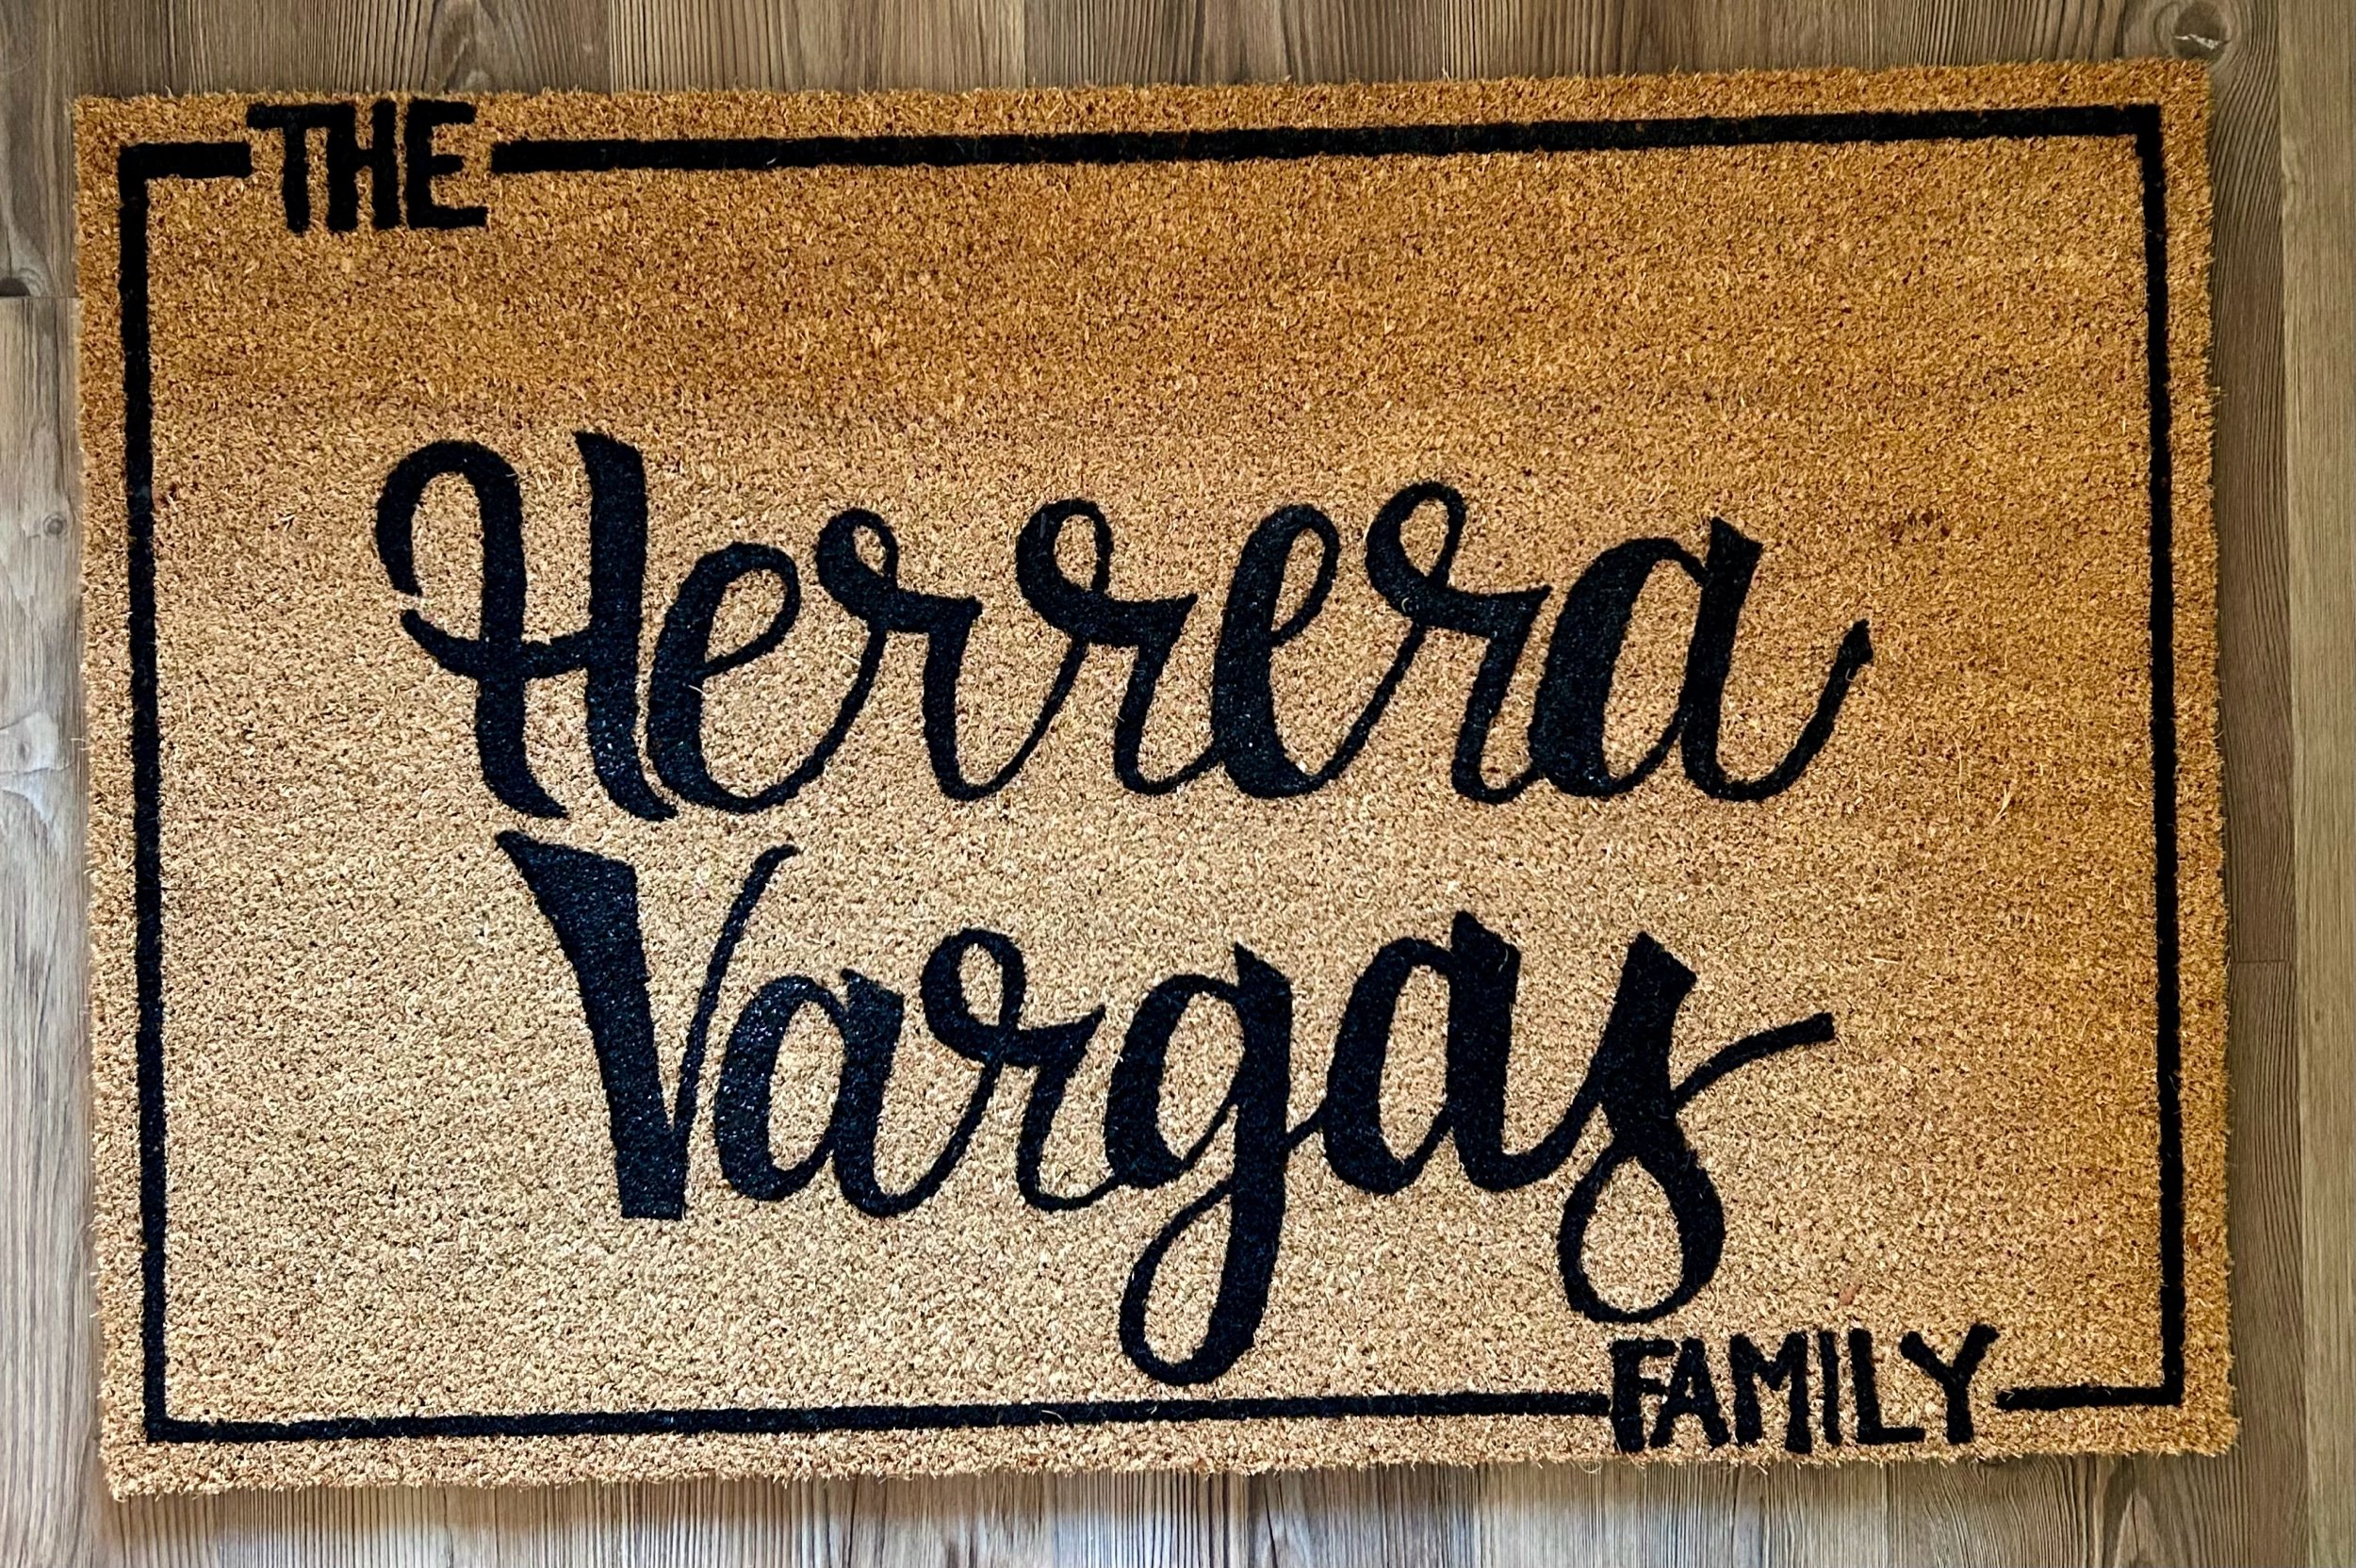 THE
Herrera
Vargas
FAMILY